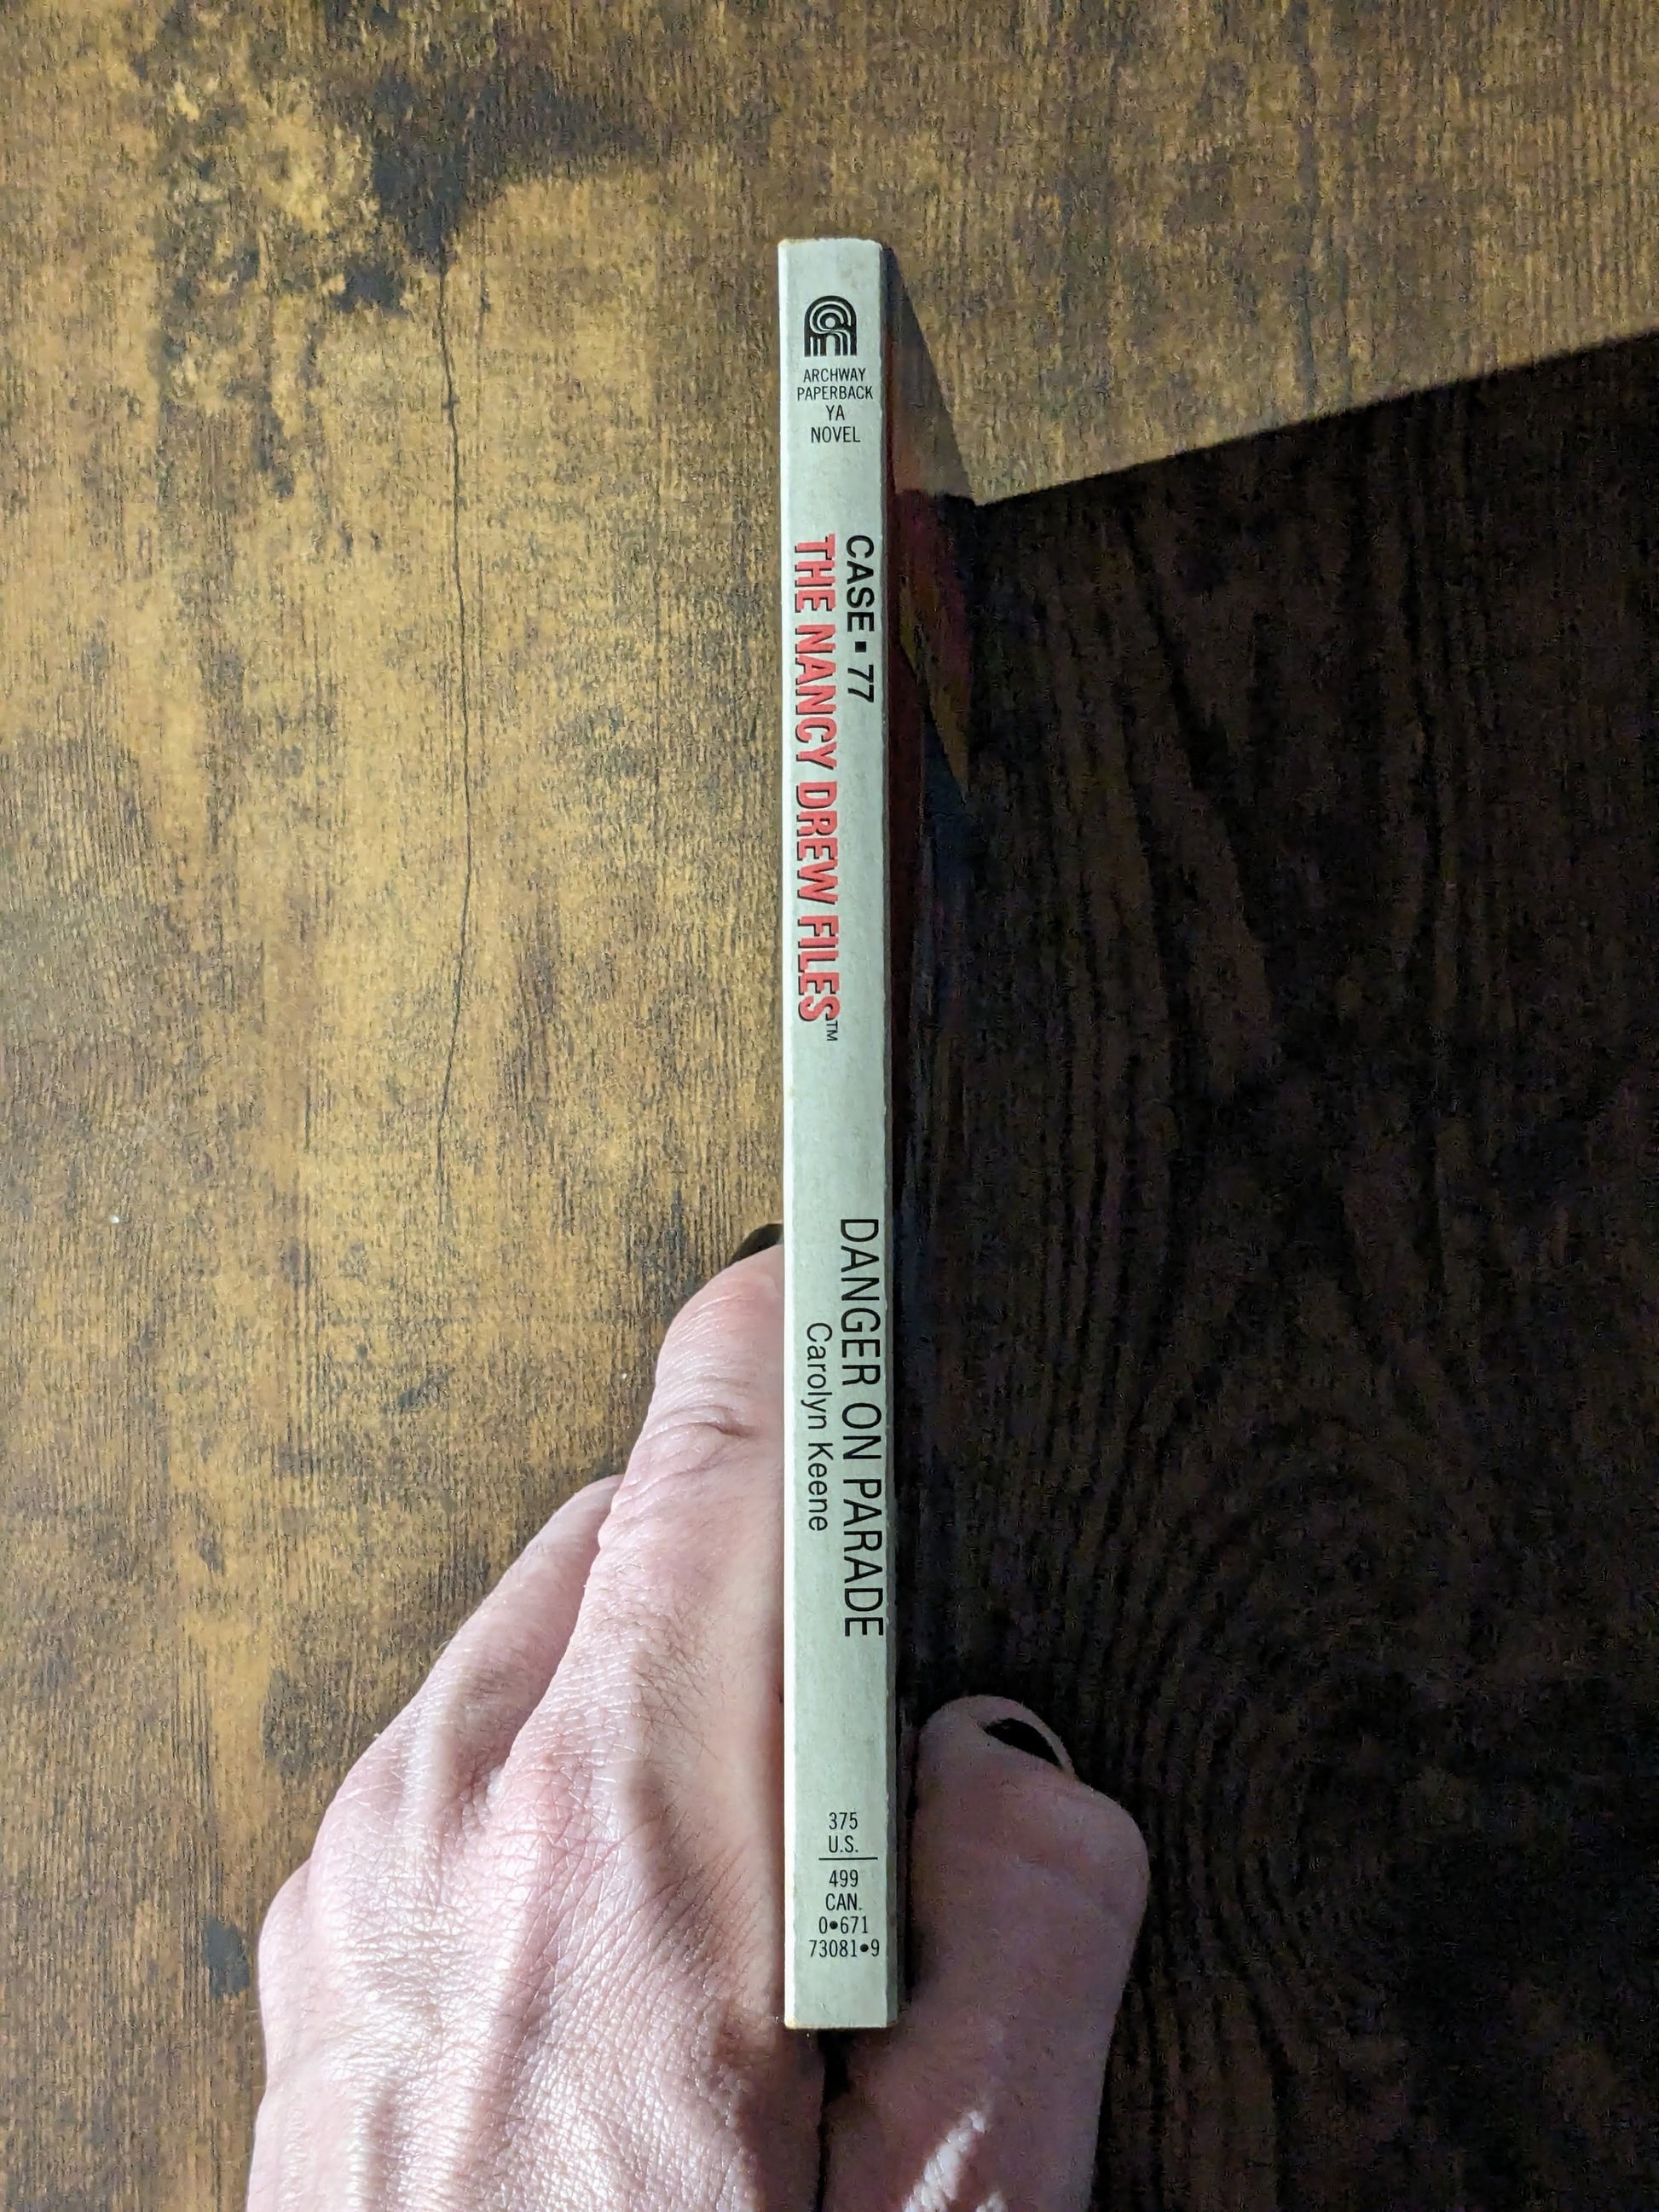 ARCHWAY
PAPERBACK
YA
NOVEL
CASE ▪ 77
THE NANCY DREW FILES™
DANGER ON PARADE
Carolyn Keene
375
U.S.
499
CAN.
0•671
73081•9